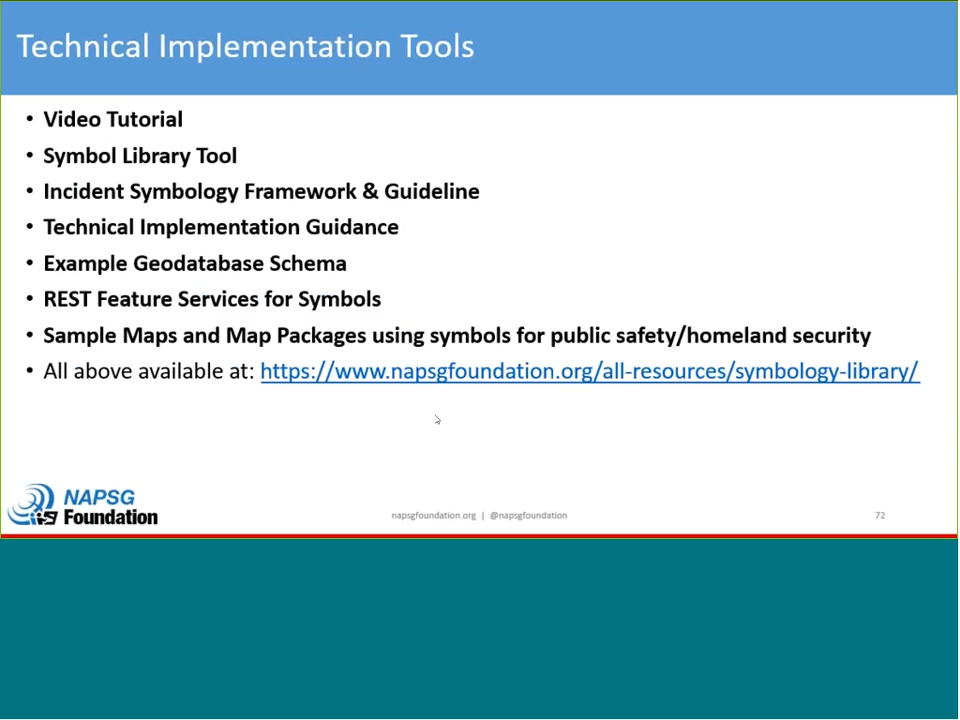 Technical Implementation Tools
• Video Tutorial
• Symbol Library Tool
• Incident Symbology Framework & Guideline
• Technical Implementation Guidance
• Example Geodatabase Schema
• REST Feature Services for Symbols
• Sample Maps and Map Packages using symbols for public safety/homeland security
• All above available at: https://www.napsgfoundation.org/all-resources/symbology-library/
NAPSG
Foundation
napsgfoundation.org | @napsgfoundation
72